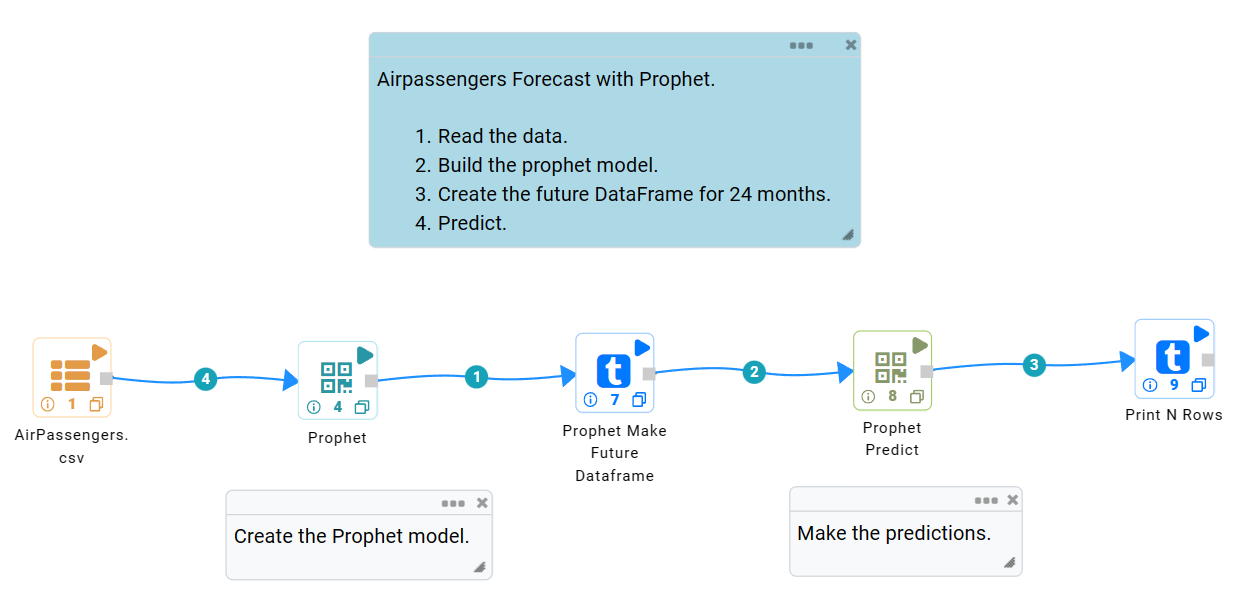 Airpassengers Forecast with Prophet.
1. Read the data.
2. Build the prophet model.
3. Create the future DataFrame for 24 months.
4. Predict.
4
1
2
3
1
4
7
8
9
AirPassengers.
csv
Prophet
Prophet Make
Future
Dataframe
Prophet
Predict
Print N Rows
Create the Prophet model.
Make the predictions.